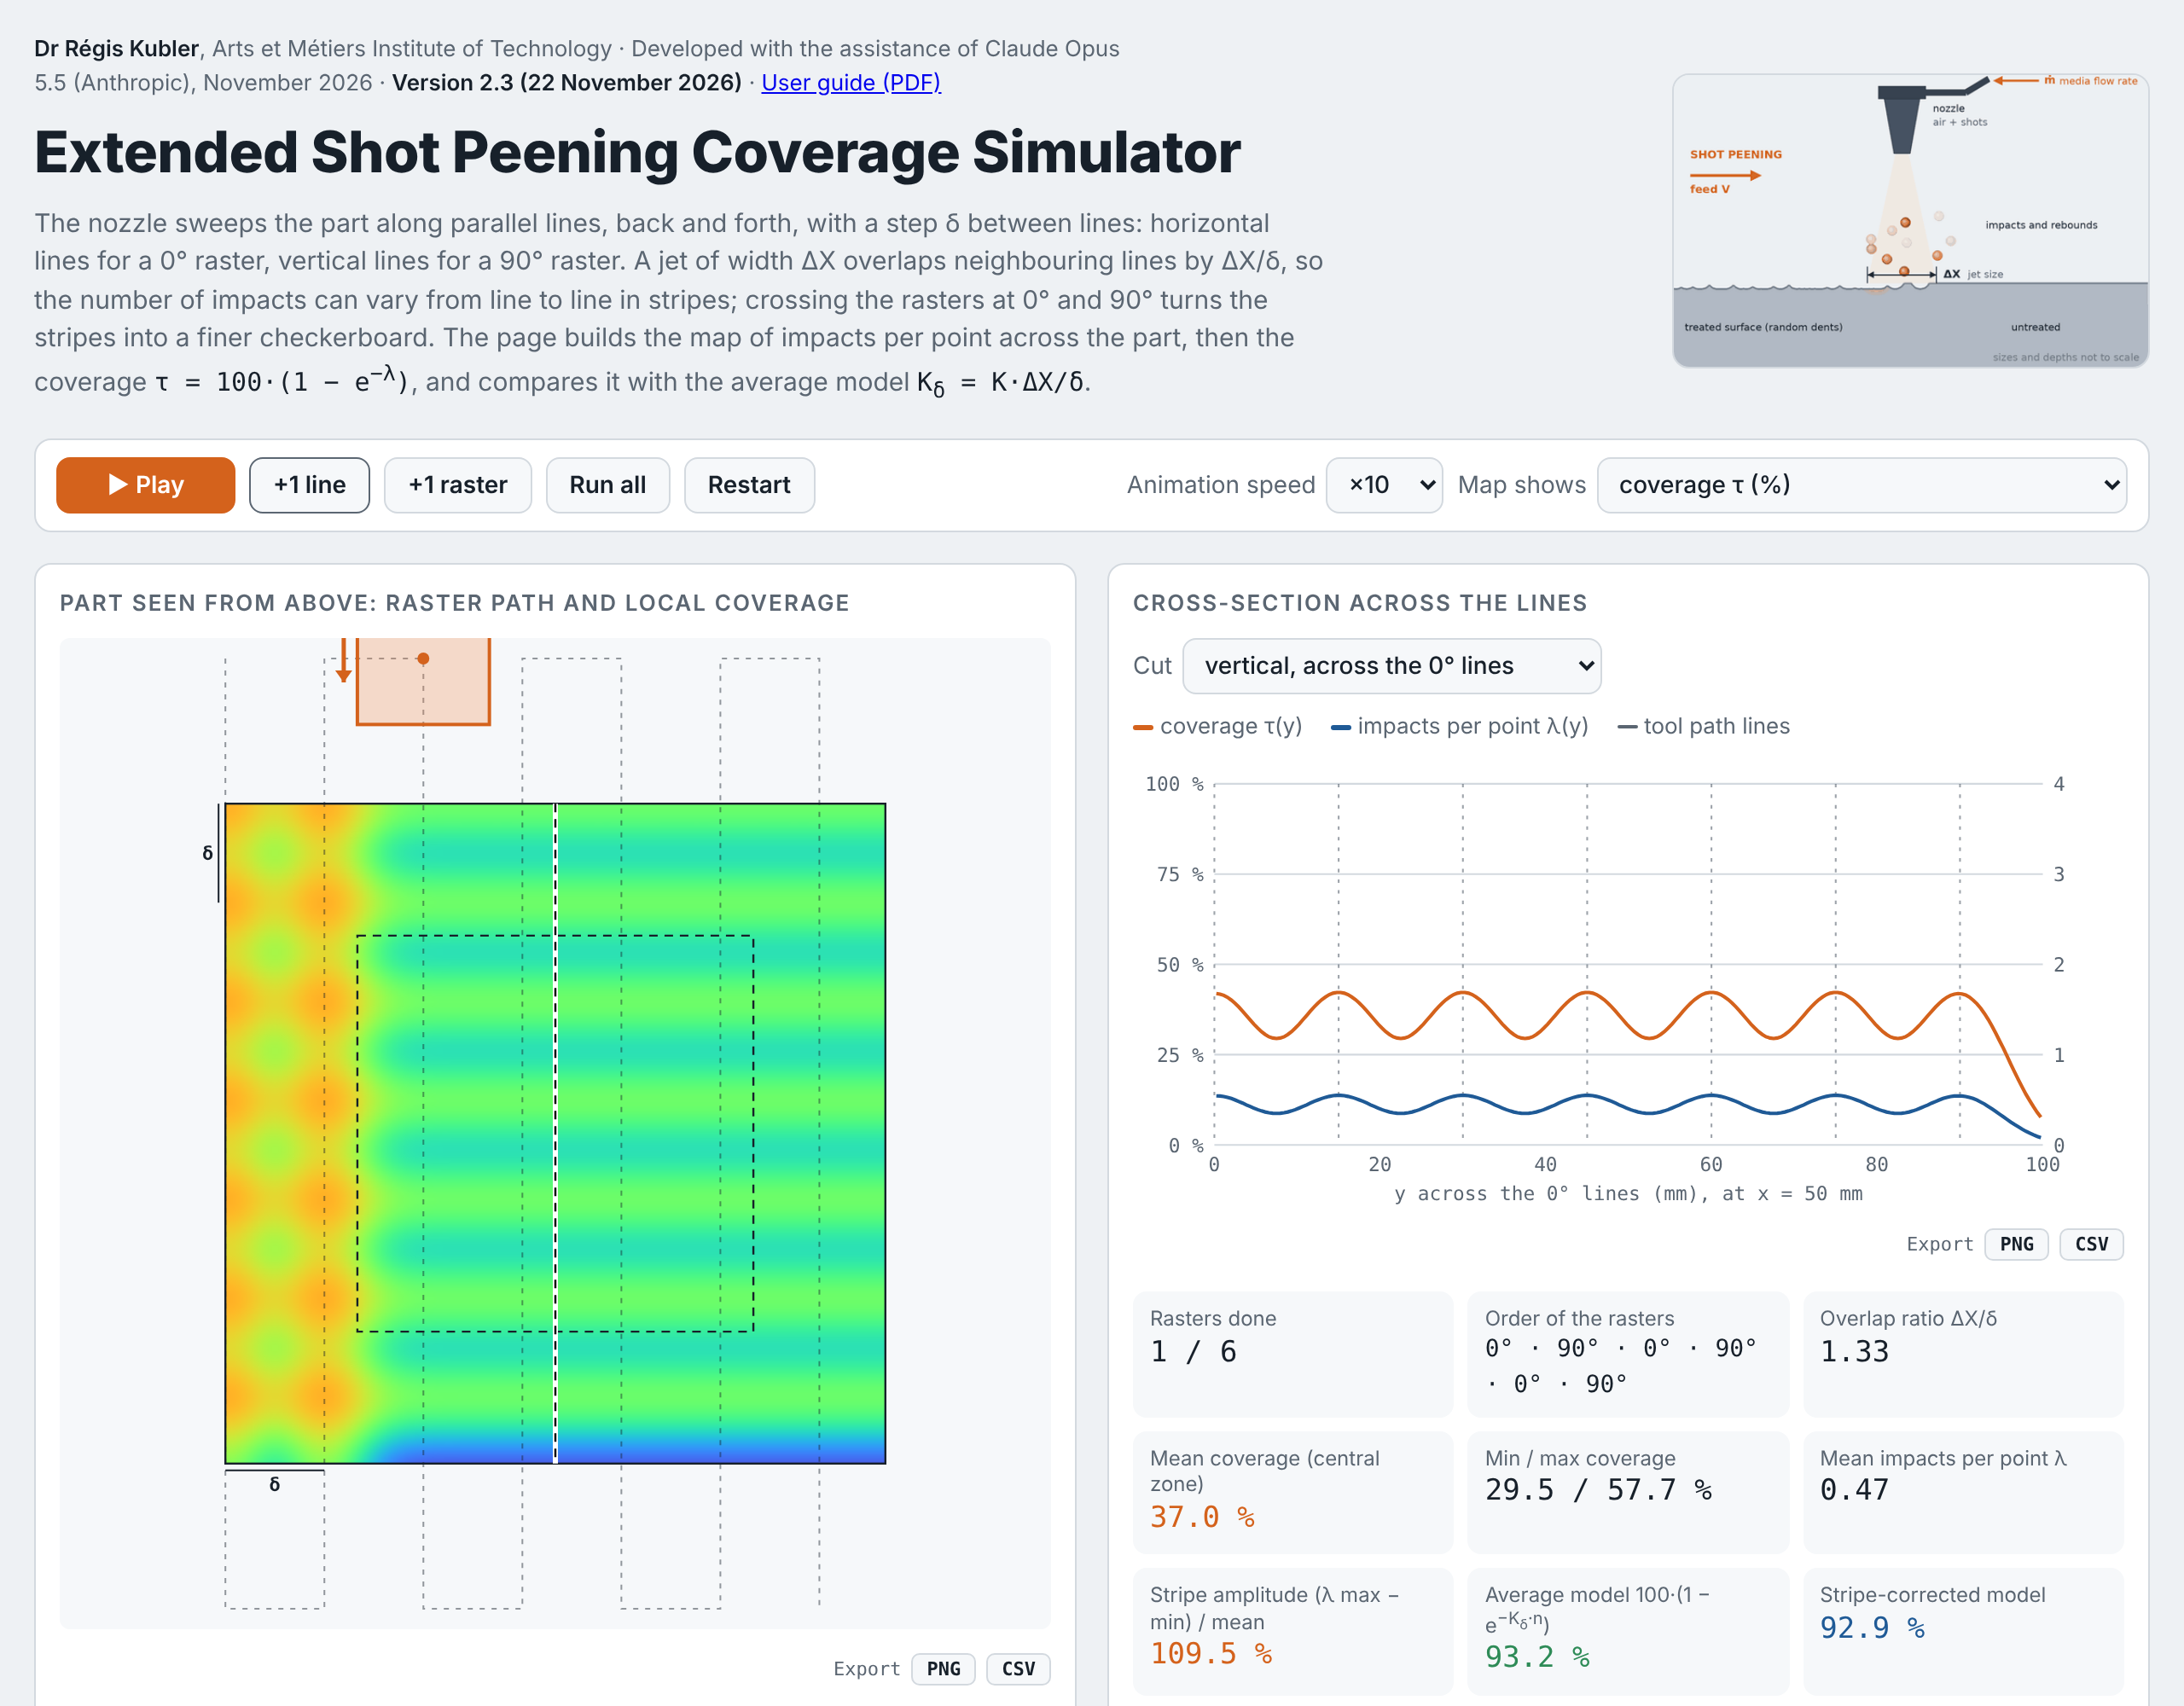 Dr Régis Kubler, Arts et Métiers Institute of Technology · Developed with the assistance of Claude Opus
5.5 (Anthropic), November 2026 · Version 2.3 (22 November 2026) · User guide (PDF)
Extended Shot Peening Coverage Simulator
The nozzle sweeps the part along parallel lines, back and forth, with a step δ between lines: horizontal
lines for a 0° raster, vertical lines for a 90° raster. A jet of width ΔX overlaps neighbouring lines by ΔX/δ, so
the number of impacts can vary from line to line in stripes; crossing the rasters at 0° and 90° turns the
stripes into a finer checkerboard. The page builds the map of impacts per point across the part, then the
coverage τ = 100·(1 − e−λ), and compares it with the average model Kδ = K·ΔX/δ.
ṁ media flow rate
nozzle
air + shots
SHOT PEENING
feed V
impacts and rebounds
ΔX jet size
treated surface (random dents)
untreated
sizes and depths not to scale
▶ Play
+1 line
+1 raster
Run all
Restart
Animation speed
×10
Map shows
coverage τ (%)
PART SEEN FROM ABOVE: RASTER PATH AND LOCAL COVERAGE
δ
δ
Export
PNG
CSV
CROSS-SECTION ACROSS THE LINES
Cut
vertical, across the 0° lines
coverage τ(y)
impacts per point λ(y)
tool path lines
100 %
75 %
50 %
25 %
0 %
4
3
2
1
0
0
20
40
60
80
100
y across the 0° lines (mm), at x = 50 mm
Export
PNG
CSV
Rasters done
1 / 6
Order of the rasters
0° · 90° · 0° · 90°
· 0° · 90°
Overlap ratio ΔX/δ
1.33
Mean coverage (central
zone)
37.0 %
Min / max coverage
29.5 / 57.7 %
Mean impacts per point λ
0.47
Stripe amplitude (λ max −
min) / mean
109.5 %
Average model 100·(1 −
e−Kδ·n)
93.2 %
Stripe-corrected model
92.9 %